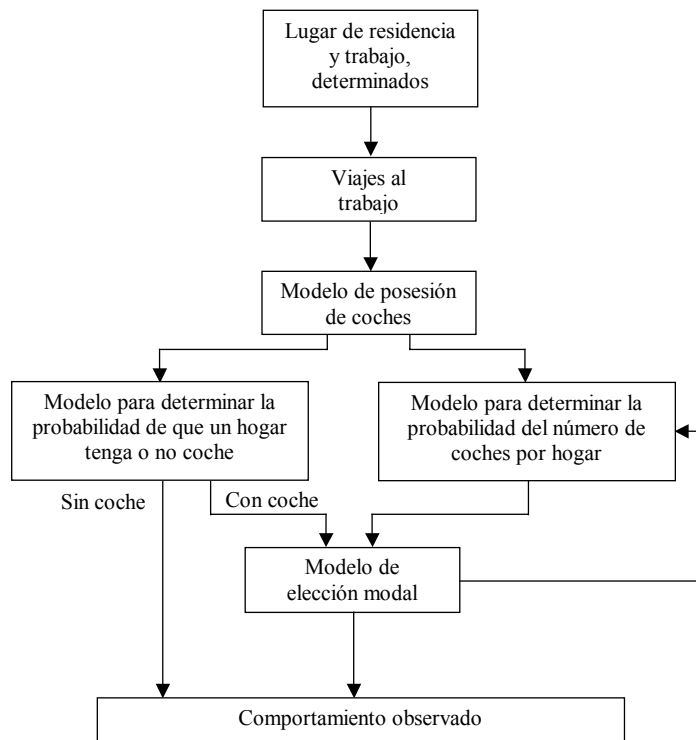 Lugar de residencia
y trabajo,
determinados
Viajes al
trabajo
Modelo de posesión
de coches
Modelo para determinar la
probabilidad de que un hogar
tenga o no coche
Modelo para determinar la
probabilidad del número de
coches por hogar
Sin coche
Con coche
Modelo de
elección modal
Comportamiento observado